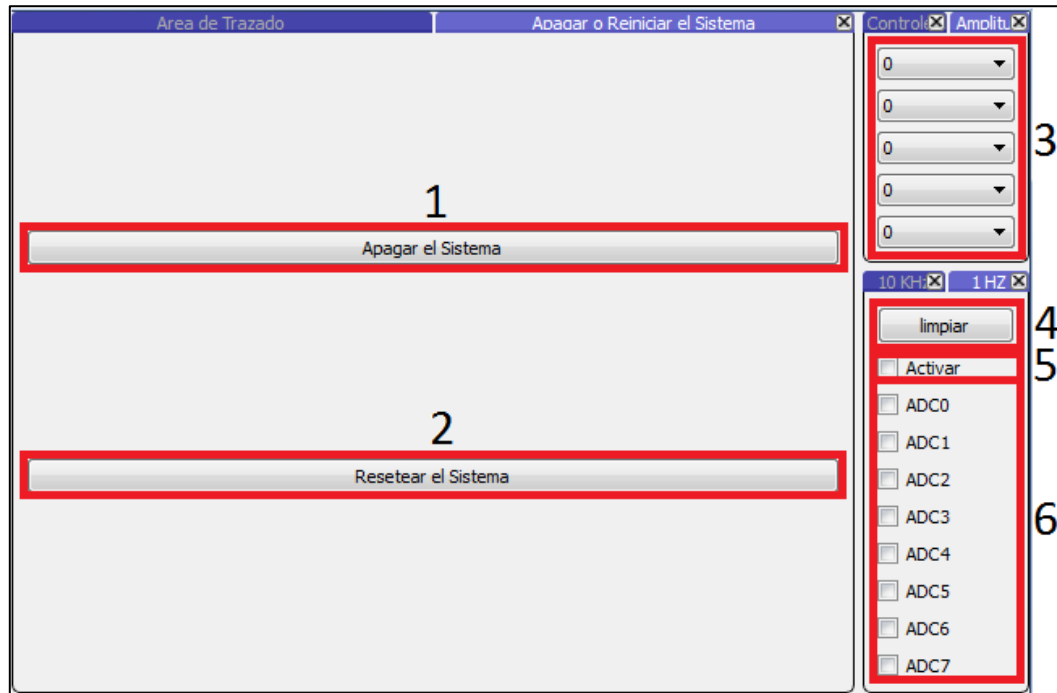 Area de Trazado
Apagar o Reiniciar el Sistema
Controle
Amplitu
0
0
0
0
0
3
1
Apagar el Sistema
10 KHz
1 HZ
limpiar
4
Activar
5
ADC0
ADC1
2
ADC2
Resetear el Sistema
ADC3
6
ADC4
ADC5
ADC6
ADC7